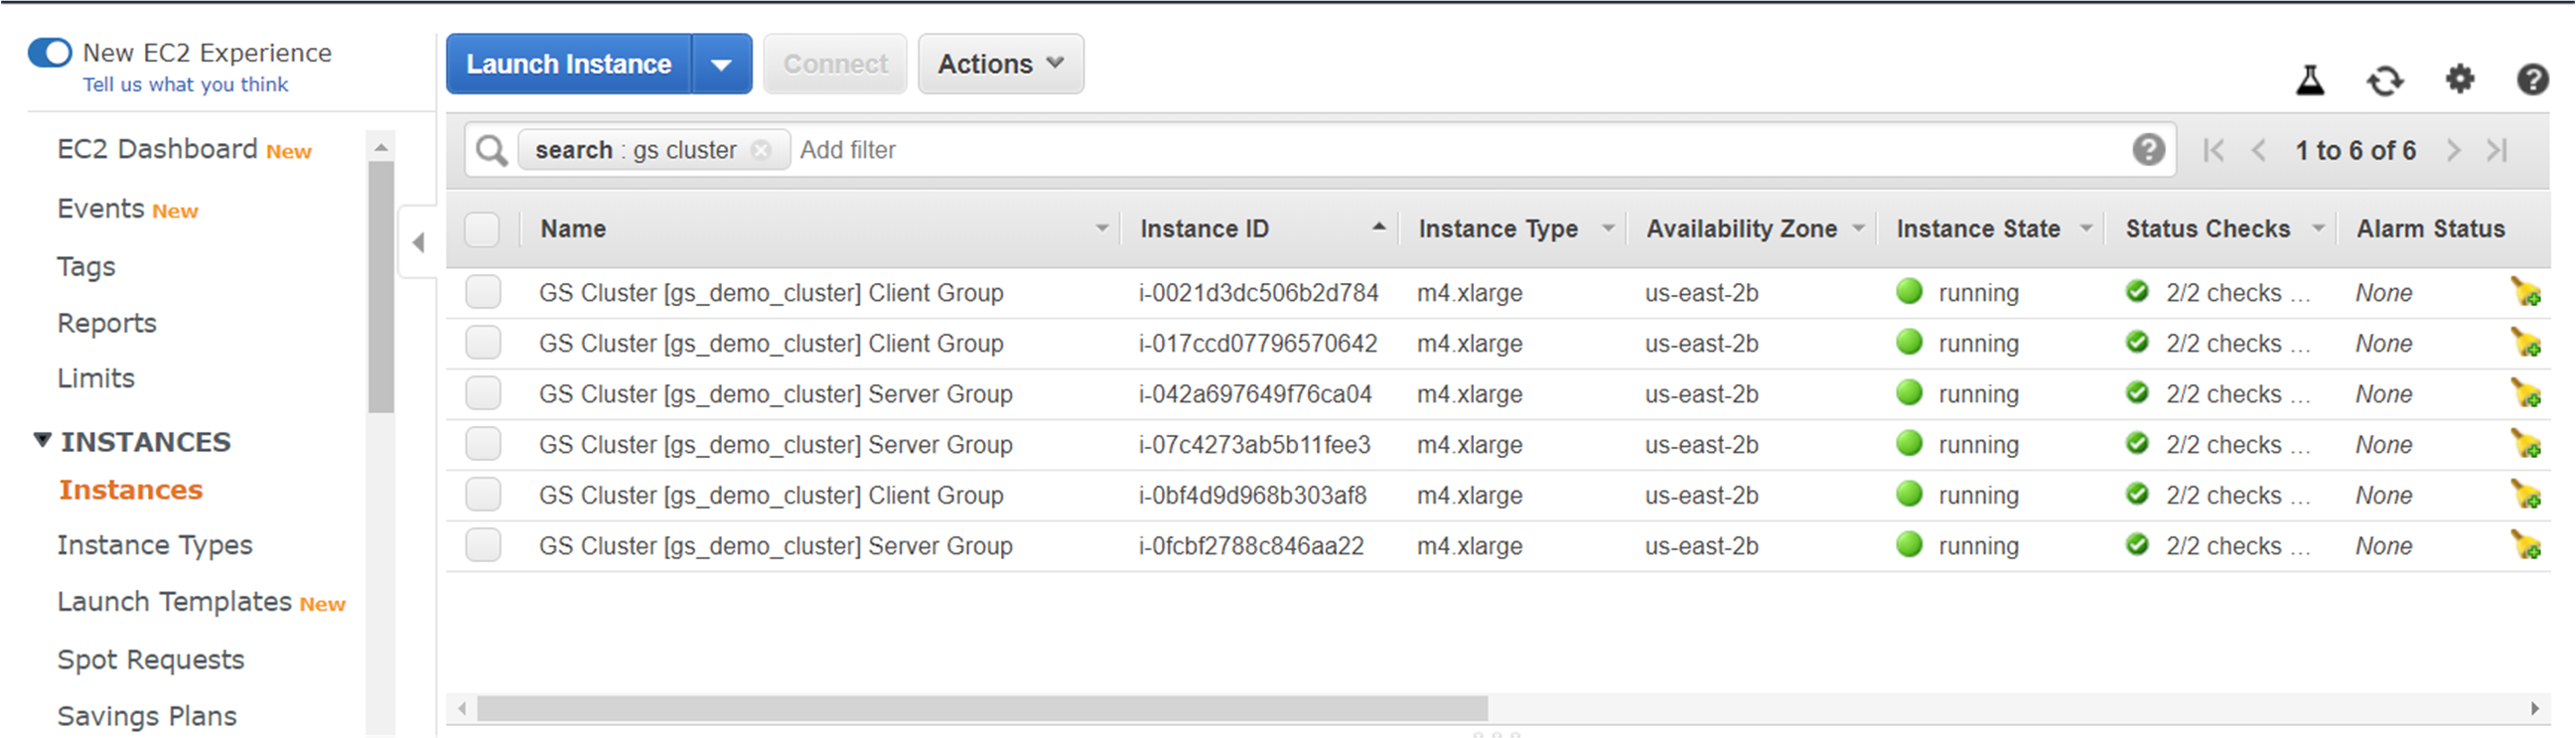 New EC2 Experience
Tell us what you think
EC2 Dashboard New
Events New
Tags
Reports
Limits
INSTANCES
Instances
Instance Types
Launch Templates New
Spot Requests
Savings Plans
Launch Instance Connect Actions
search : gs cluster Add filter 1 to 6 of 6
Name Instance ID Instance Type Availability Zone Instance State Status Checks Alarm Status
GS Cluster [gs_demo_cluster] Client Group i-0021d3dc506b2d784 m4.xlarge us-east-2b running 2/2 checks ... None
GS Cluster [gs_demo_cluster] Client Group i-017ccd07796570642 m4.xlarge us-east-2b running 2/2 checks ... None
GS Cluster [gs_demo_cluster] Server Group i-042a697649f76ca04 m4.xlarge us-east-2b running 2/2 checks ... None
GS Cluster [gs_demo_cluster] Server Group i-07c4273ab5b11fee3 m4.xlarge us-east-2b running 2/2 checks ... None
GS Cluster [gs_demo_cluster] Client Group i-0bf4d9d968b303af8 m4.xlarge us-east-2b running 2/2 checks ... None
GS Cluster [gs_demo_cluster] Server Group i-0fcbf2788c846aa22 m4.xlarge us-east-2b running 2/2 checks ... None